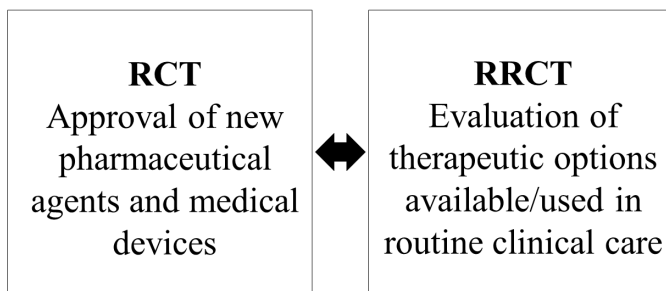 RCT
Approval of new
pharmaceutical
agents and medical
devices
RRCT
Evaluation of
therapeutic options
available/used in
routine clinical care